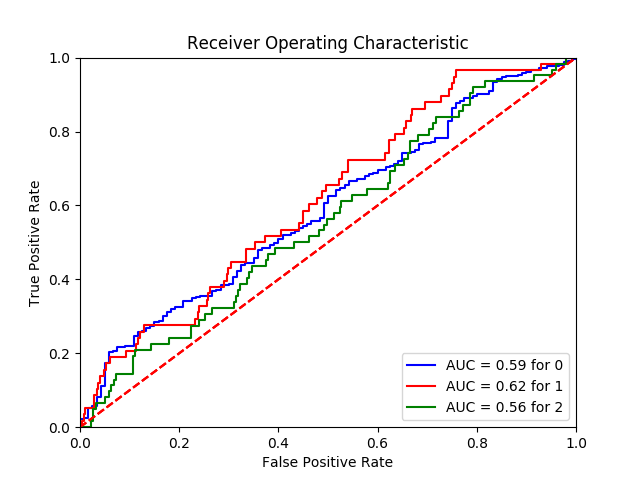 Receiver Operating Characteristic
True Positive Rate
1.0
0.8
0.6
0.4
0.2
0.0
AUC = 0.59 for 0
AUC = 0.62 for 1
AUC = 0.56 for 2
0.0 0.2 0.4 0.6 0.8 1.0
False Positive Rate